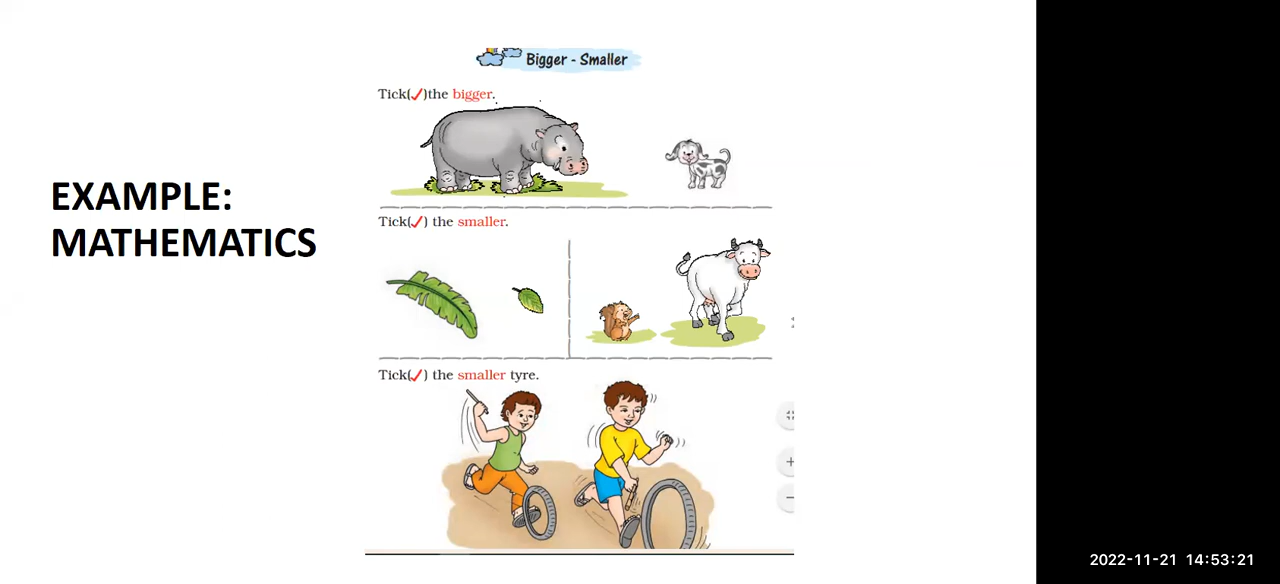 Bigger - Smaller
Tick(✓)the bigger.
EXAMPLE:
MATHEMATICS
Tick(✓) the smaller.
Tick(✓) the smaller tyre.
2022-11-21 14:53:21